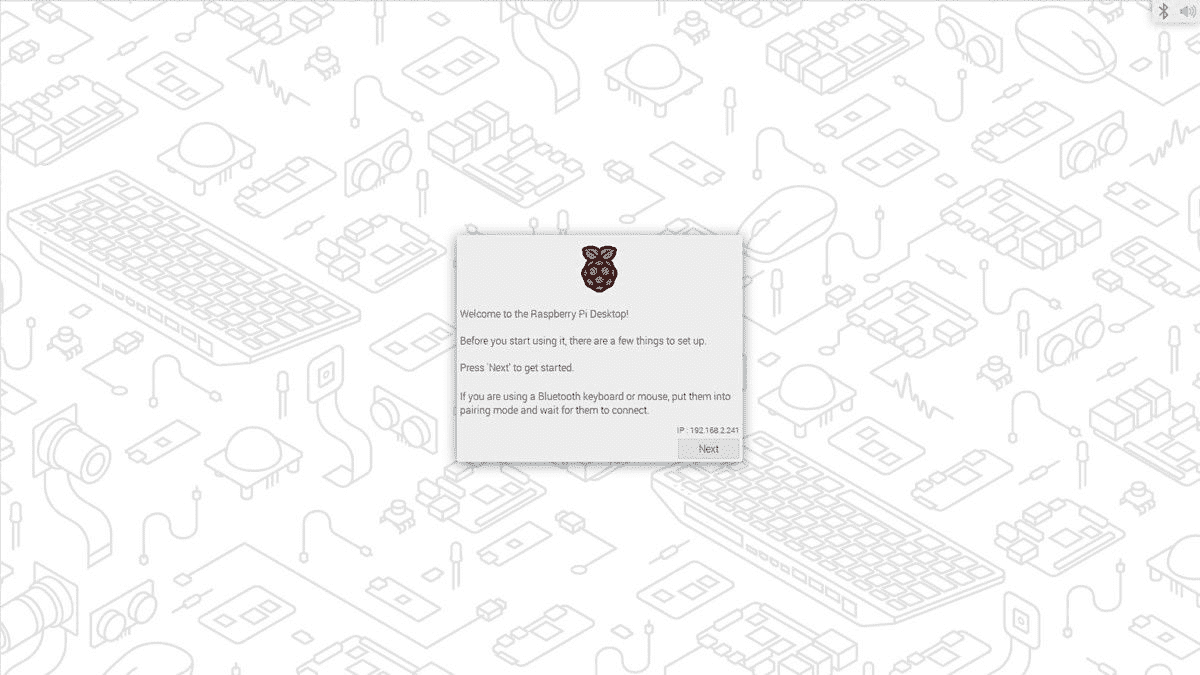 Welcome to the Raspberry Pi Desktop!
Before you start using it, there are a few things to set up.
Press 'Next' to get started.
If you are using a Bluetooth keyboard or mouse, put them into
pairing mode and wait for them to connect.
IP : 192.168.2.241
Next